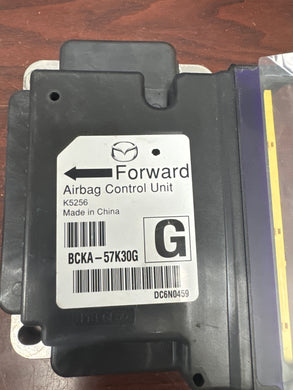 Forward
Airbag Control Unit
K5256
Made in China
G
BCKA-57K30G
DC6N0459